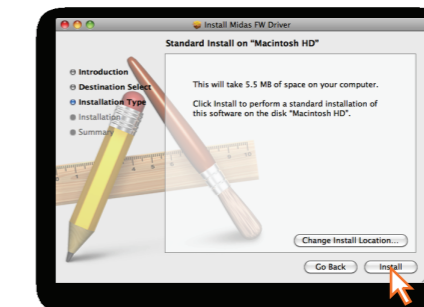 Install Midas FW Driver
Standard Install on "Macintosh HD"
Introduction
Destination Select
Installation Type
Installation
Summary
This will take 5.5 MB of space on your computer.
Click Install to perform a standard installation of
this software on the disk "Macintosh HD".
Change Install Location...
Go Back
Install